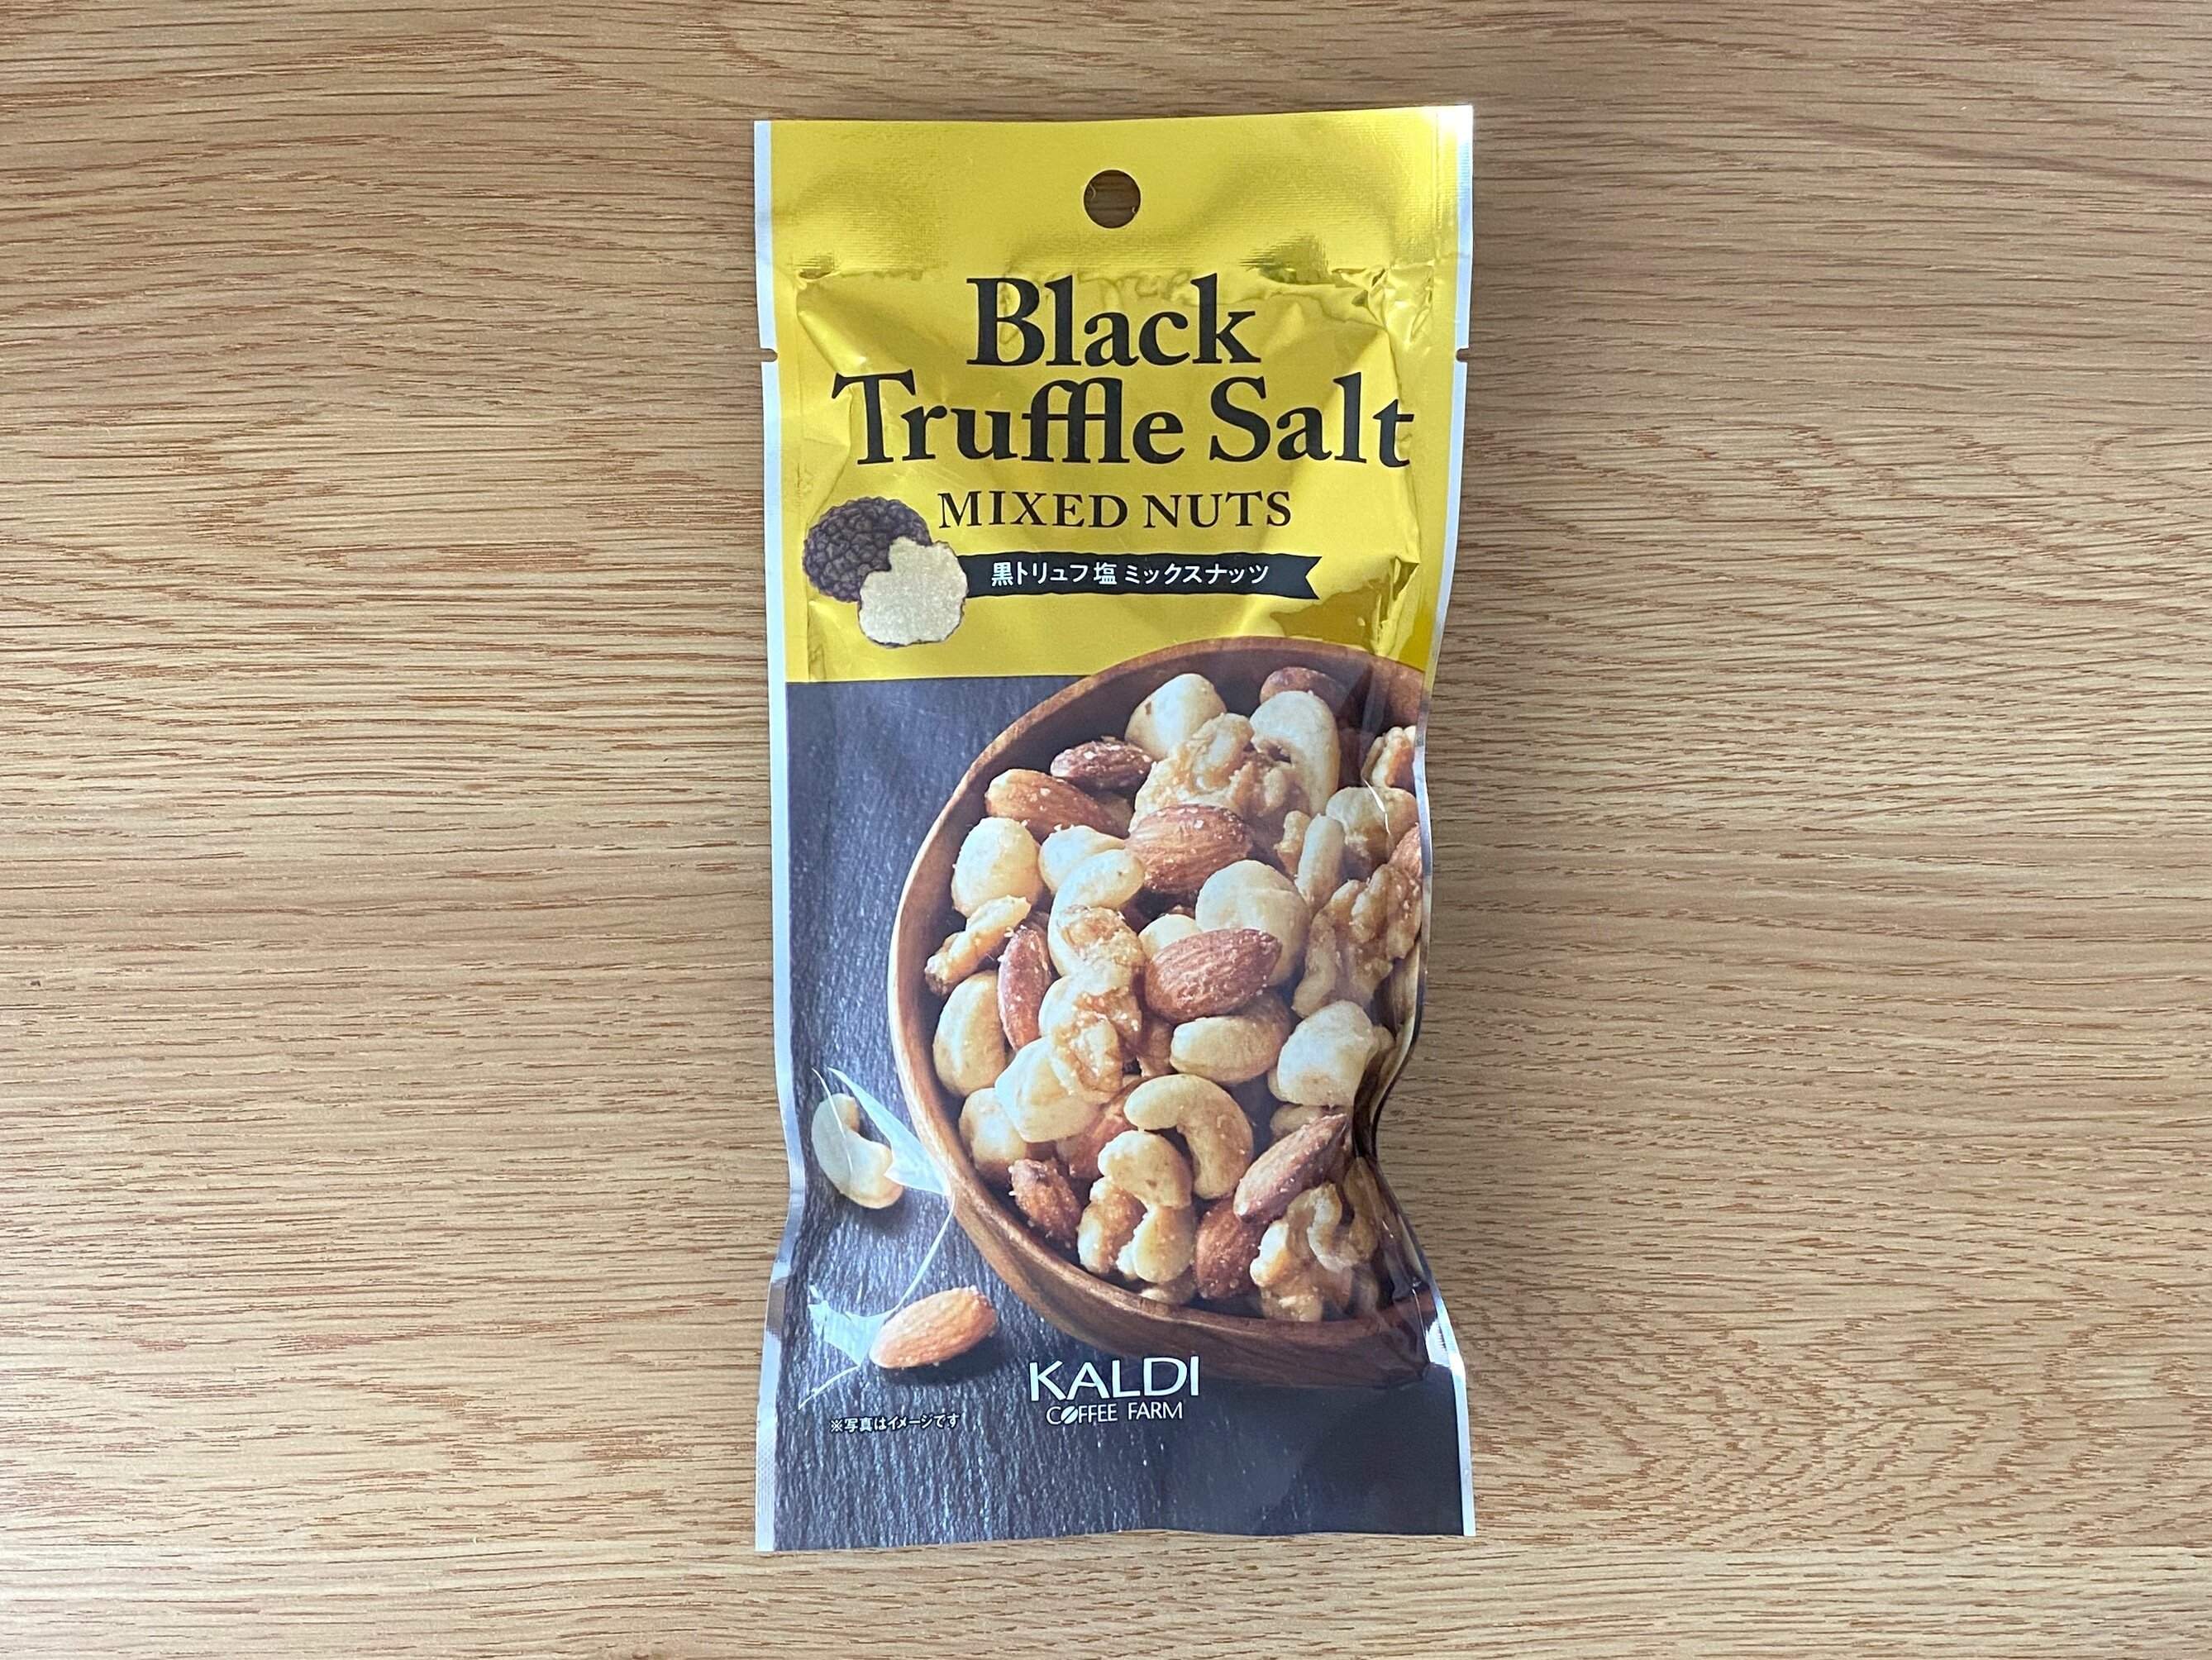 Black
Truffle Salt
MIXED NUTS
黒トリュフ塩 ミックスナッツ
KALDI
COFFEE FARM
※写真はイメージです